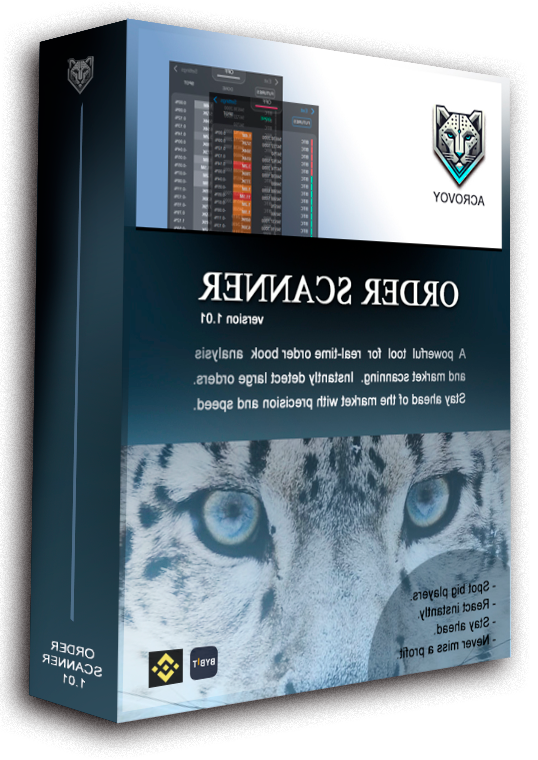 ACROVOY
ORDER SCANNER
version 1.01
A powerful tool for real-time order book analysis
and market scanning. Instantly detect large orders.
Stay ahead of the market with precision and speed.
- Spot big players.
- React instantly.
- Stay ahead.
- Never miss a profit
BYBIT
ORDER
SCANNER
1.01